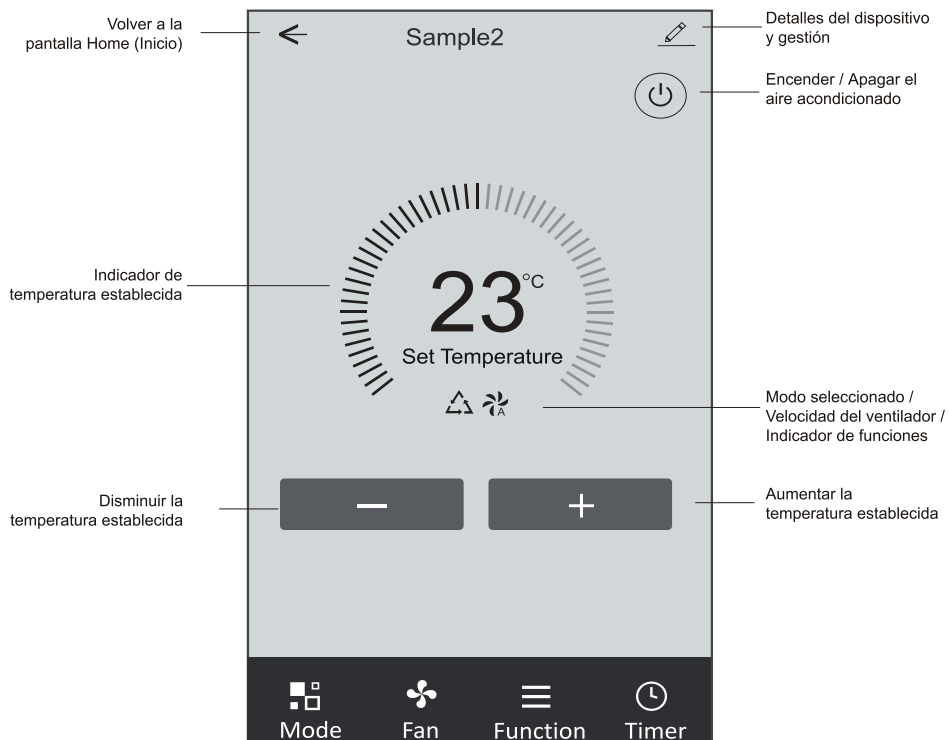 Volver a la
pantalla Home (Inicio)
Sample2
Detalles del dispositivo
y gestión
Encender / Apagar el
aire acondicionado
Indicador de
temperatura establecida
23°C
Set Temperature
A
Modo seleccionado /
Velocidad del ventilador /
Indicador de funciones
Disminuir la
temperatura establecida
Aumentar la
temperatura establecida
Mode Fan Function Timer